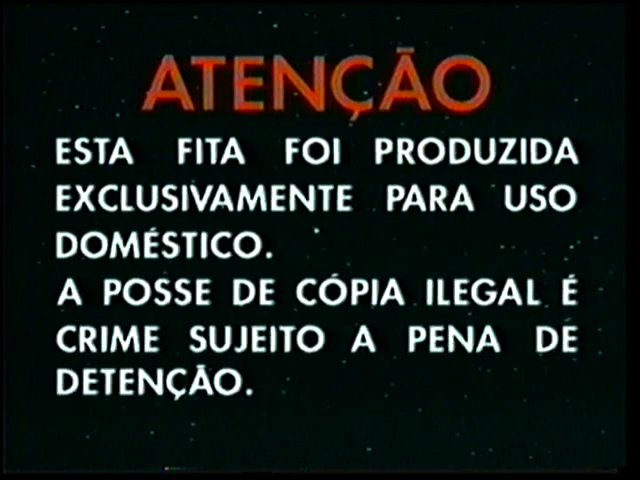 ATENÇÃO
ESTA FITA FOI PRODUZIDA
EXCLUSIVAMENTE PARA USO
DOMÉSTICO.
A POSSE DE CÓPIA ILEGAL É
CRIME SUJEITO A PENA DE
DETENÇÃO.